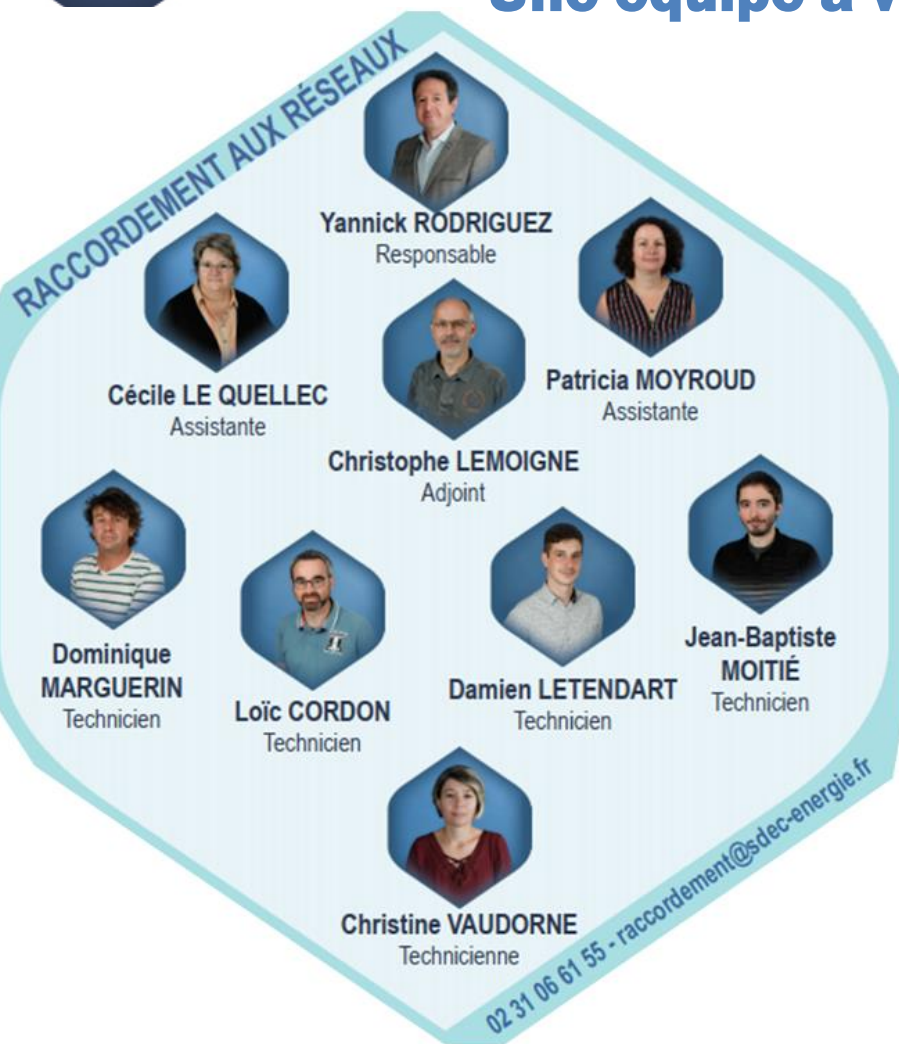 Une équipe à v
RACCORDEMENT AUX RÉSEAUX
Yannick RODRIGUEZ
Responsable
Cécile LE QUELLEC
Assistante
Patricia MOYROUD
Assistante
Christophe LEMOIGNE
Adjoint
Dominique
MARGUERIN
Technicien
Loïc CORDON
Technicien
Damien LETENDART
Technicien
Jean-Baptiste
MOITIÉ
Technicien
Christine VAUDORNE
Technicienne
02 31 06 61 55 - raccordement@sdec-energie.fr